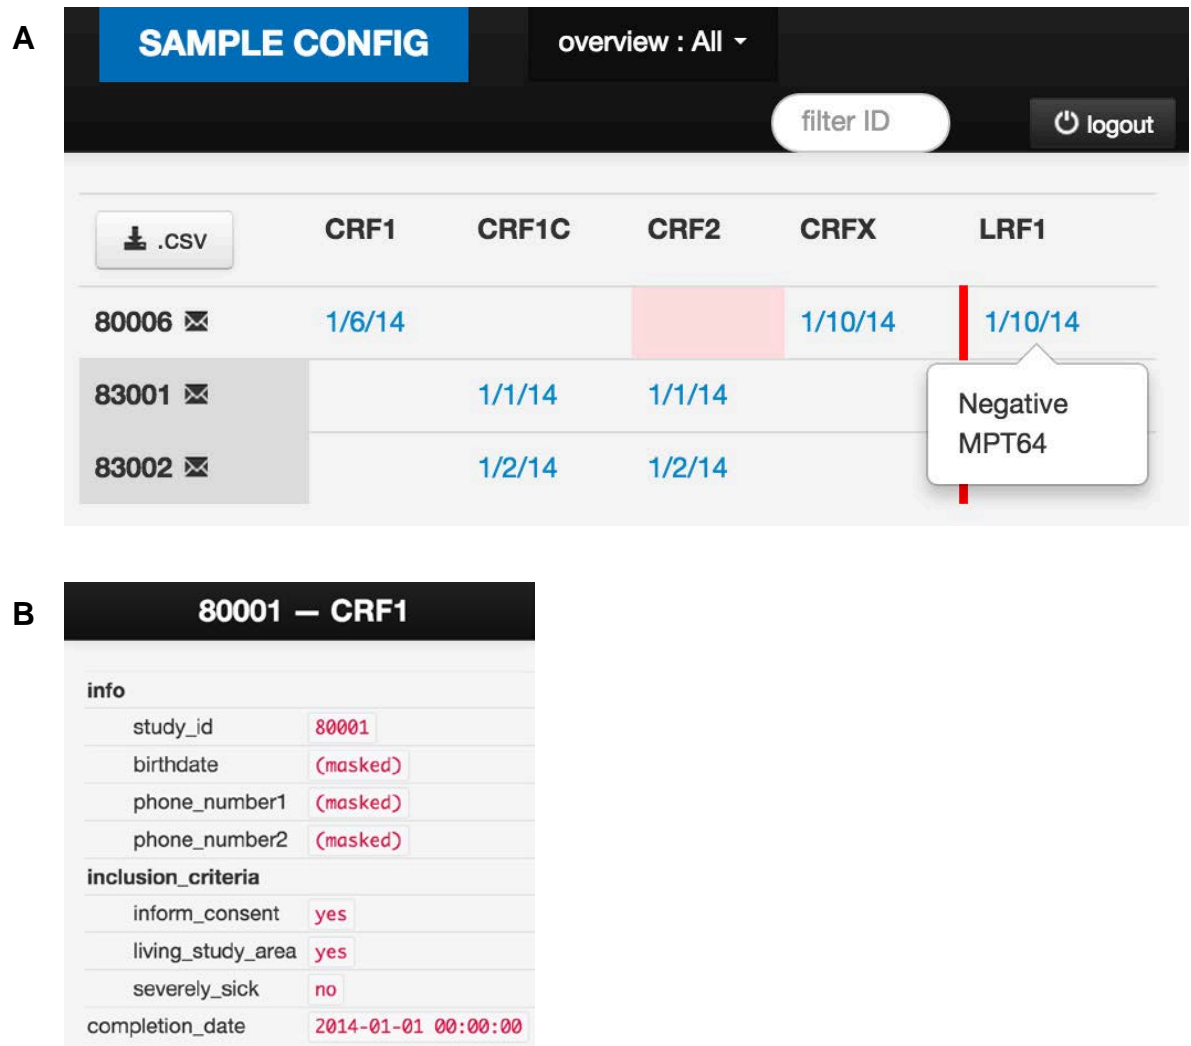 A
SAMPLE CONFIG overview : All
filter ID logout
.csv CRF1 CRF1C CRF2 CRFX LRF1
80006 1/6/14 1/10/14 1/10/14
83001 1/1/14 1/1/14
Negative
MPT64
83002 1/2/14 1/2/14
B
80001 — CRF1
info
study_id 80001
birthdate (masked)
phone_number1 (masked)
phone_number2 (masked)
inclusion_criteria
inform_consent yes
living_study_area yes
severely_sick no
completion_date 2014-01-01 00:00:00